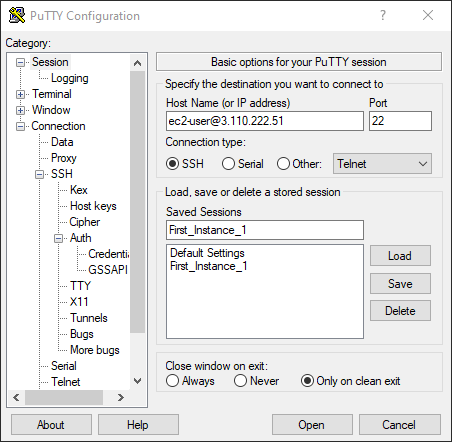 PuTTY Configuration
?
Category:
Session
Logging
Terminal
Window
Connection
Data
Proxy
SSH
Kex
Host keys
Cipher
Auth
Credentia
GSSAPI
TTY
X11
Tunnels
Bugs
More bugs
Serial
Telnet
Basic options for your PuTTY session
Specify the destination you want to connect to
Host Name (or IP address) Port
ec2-user@3.110.222.51 22
Connection type:
SSH Serial Other: Telnet
Load, save or delete a stored session
Saved Sessions
First_Instance_1
Default Settings
First_Instance_1
Load
Save
Delete
Close window on exit:
Always Never Only on clean exit
About Help Open Cancel